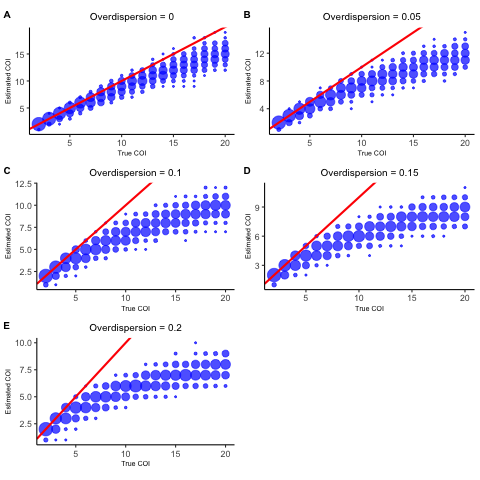 A
Overdispersion = 0
Estimated COI
15
10
5
5
10
15
20
True COI
B
Overdispersion = 0.05
Estimated COI
12
8
4
5
10
15
20
True COI
C
Overdispersion = 0.1
Estimated COI
12.5
10.0
7.5
5.0
2.5
5
10
15
20
True COI
D
Overdispersion = 0.15
Estimated COI
9
6
3
5
10
15
20
True COI
E
Overdispersion = 0.2
Estimated COI
10.0
7.5
5.0
2.5
5
10
15
20
True COI